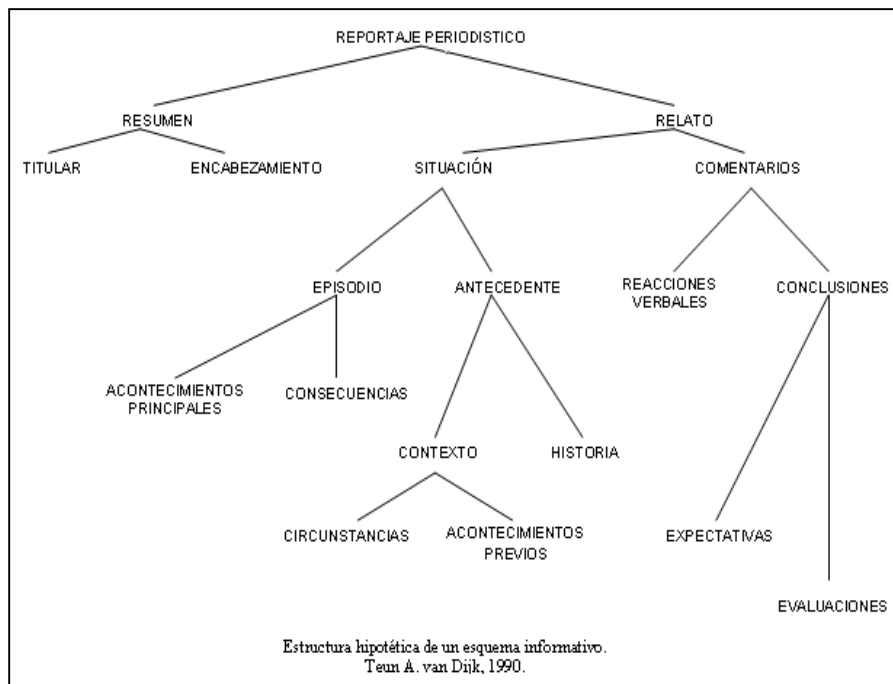 REPORTAJE PERIODISTICO
RESUMEN
RELATO
TITULAR
ENCABEZAMIENTO
SITUACIÓN
COMENTARIOS
EPISODIO
ANTECEDENTE
REACCIONES
VERBALES
CONCLUSIONES
ACONTECIMIENTOS
PRINCIPALES
CONSECUENCIAS
CONTEXTO
HISTORIA
CIRCUNSTANCIAS
ACONTECIMIENTOS
PREVIOS
EXPECTATIVAS
EVALUACIONES
Estructura hipotética de un esquema informativo.
Teun A. van Dijk, 1990.